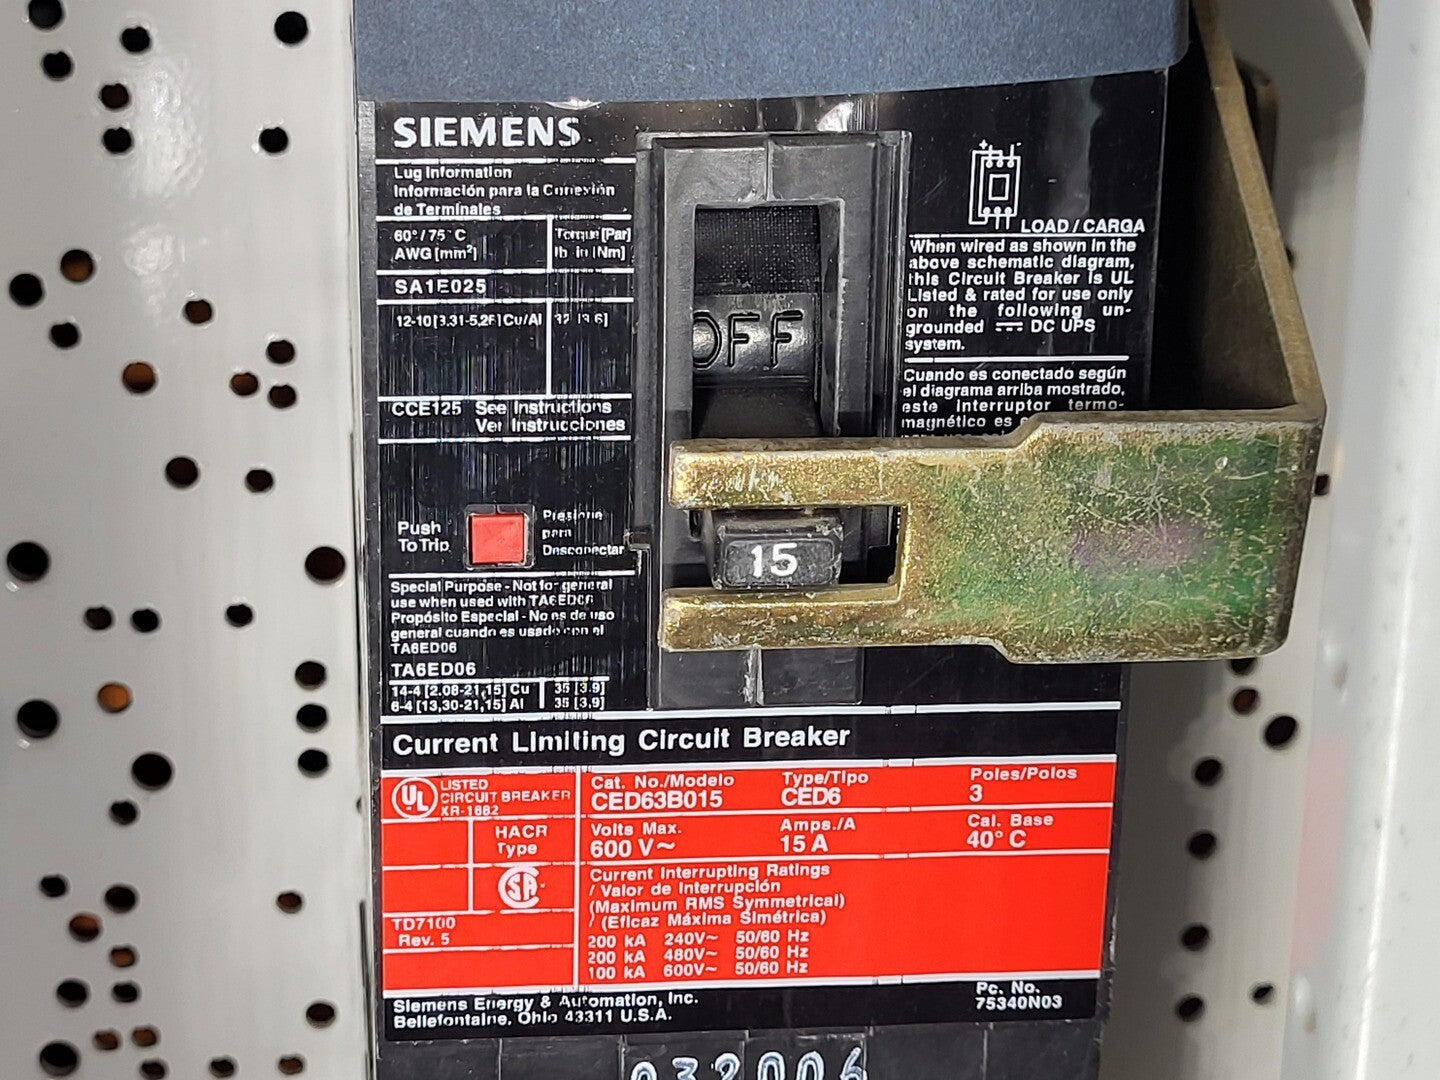 SIEMENS
Lug Information
Información para la Conexión
de Terminales
60°/75°C
AWG [mm²]
Torque [Par]
lb-in [Nm]
SA1E025
12-10 [3,31-5,26] Cu/Al
32 [3.6]
CCE125 See Instructions
Ver Instrucciones
Push
To Trip
Presione
para
Desconectar
Special Purpose - Not for general
use when used with TA6ED06
Propósito Especial - No es de uso
general cuando es usado con el
TA6ED06
TA6ED06
14-4 [2.08-21,15] Cu 35 [3.9]
6-4 [13,30-21,15] Al 35 [3,9]
OFF
15
LOAD / CARGA
When wired as shown in the
above schematic diagram,
this Circuit Breaker is UL
Listed & rated for use only
on the following un-
grounded DC UPS
system.
Cuando es conectado según
el diagrama arriba mostrado,
este interruptor termo-
magnético es
Current Limiting Circuit Breaker
UL LISTED
CIRCUIT BREAKER
XR-1682
HACR
Type
TD7100
Rev. 5
Cat. No./Modelo
CED63B015
Type/Tipo
CED6
Poles/Polos
3
Volts Max.
600 V~
Amps./A
15 A
Cal. Base
40° C
Current Interrupting Ratings
/ Valor de Interrupción
(Maximum RMS Symmetrical)
/ (Eficaz Máxima Simétrica)
200 kA 240V~ 50/60 Hz
200 kA 480V~ 50/60 Hz
100 kA 600V~ 50/60 Hz
Siemens Energy & Automation, Inc.
Bellefontaine, Ohio 43311 U.S.A.
Pc. No.
75340N03
032006